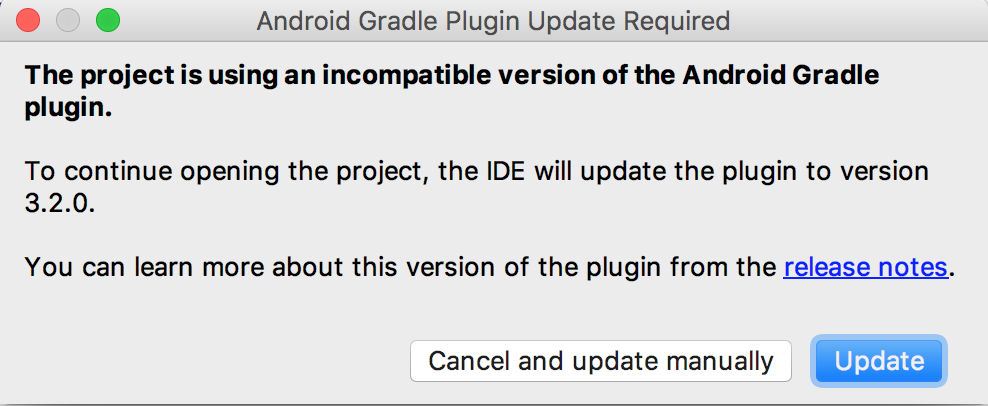 Android Gradle Plugin Update Required
The project is using an incompatible version of the Android Gradle
plugin.
To continue opening the project, the IDE will update the plugin to version
3.2.0.
You can learn more about this version of the plugin from the release notes.
Cancel and update manually
Update